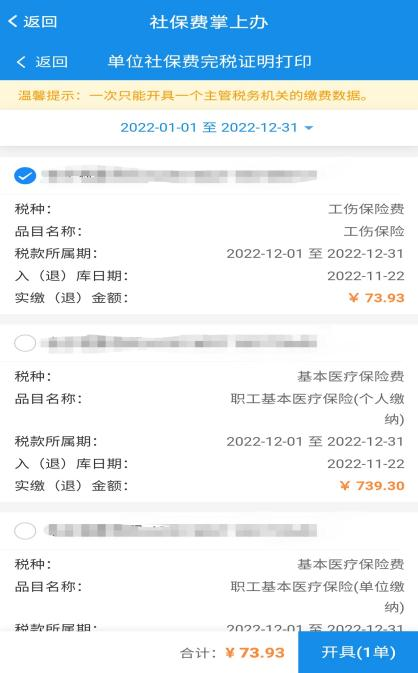 返回
社保费掌上办
返回
单位社保费完税证明打印
温馨提示：一次只能开具一个主管税务机关的缴费数据。
2022-01-01 至 2022-12-31
税种： 工伤保险费
品目名称： 工伤保险
税款所属期： 2022-12-01 至 2022-12-31
入（退）库日期： 2022-11-22
实缴（退）金额： ¥ 73.93
税种： 基本医疗保险费
品目名称： 职工基本医疗保险(个人缴
纳)
税款所属期： 2022-12-01 至 2022-12-31
入（退）库日期： 2022-11-22
实缴（退）金额： ¥ 739.30
税种： 基本医疗保险费
品目名称： 职工基本医疗保险(单位缴
纳)
税款所属期： 2022-12-01 至 2022-12-31
合计：¥ 73.93
开具(1单)